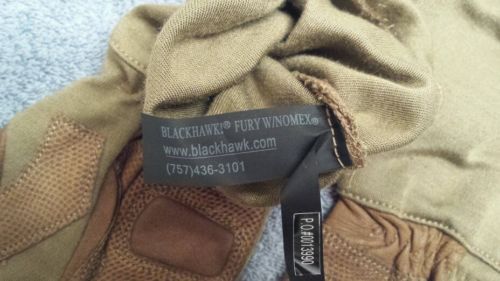 BLACKHAWK!® FURY W/NOMEX®
www.blackhawk.com
(757)436-3101
P.O.#0013990